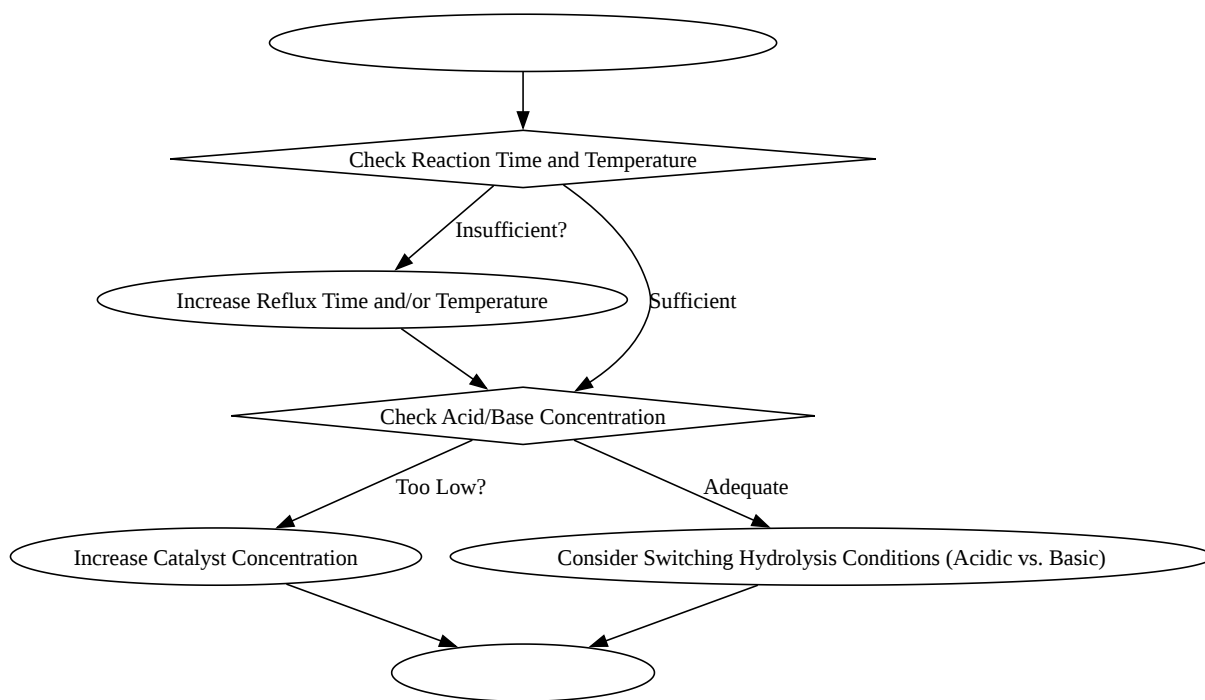 Check Reaction Time and Temperature
Insufficient?
Increase Reflux Time and/or Temperature
Sufficient
Check Acid/Base Concentration
Too Low?
Adequate
Increase Catalyst Concentration
Consider Switching Hydrolysis Conditions (Acidic vs. Basic)